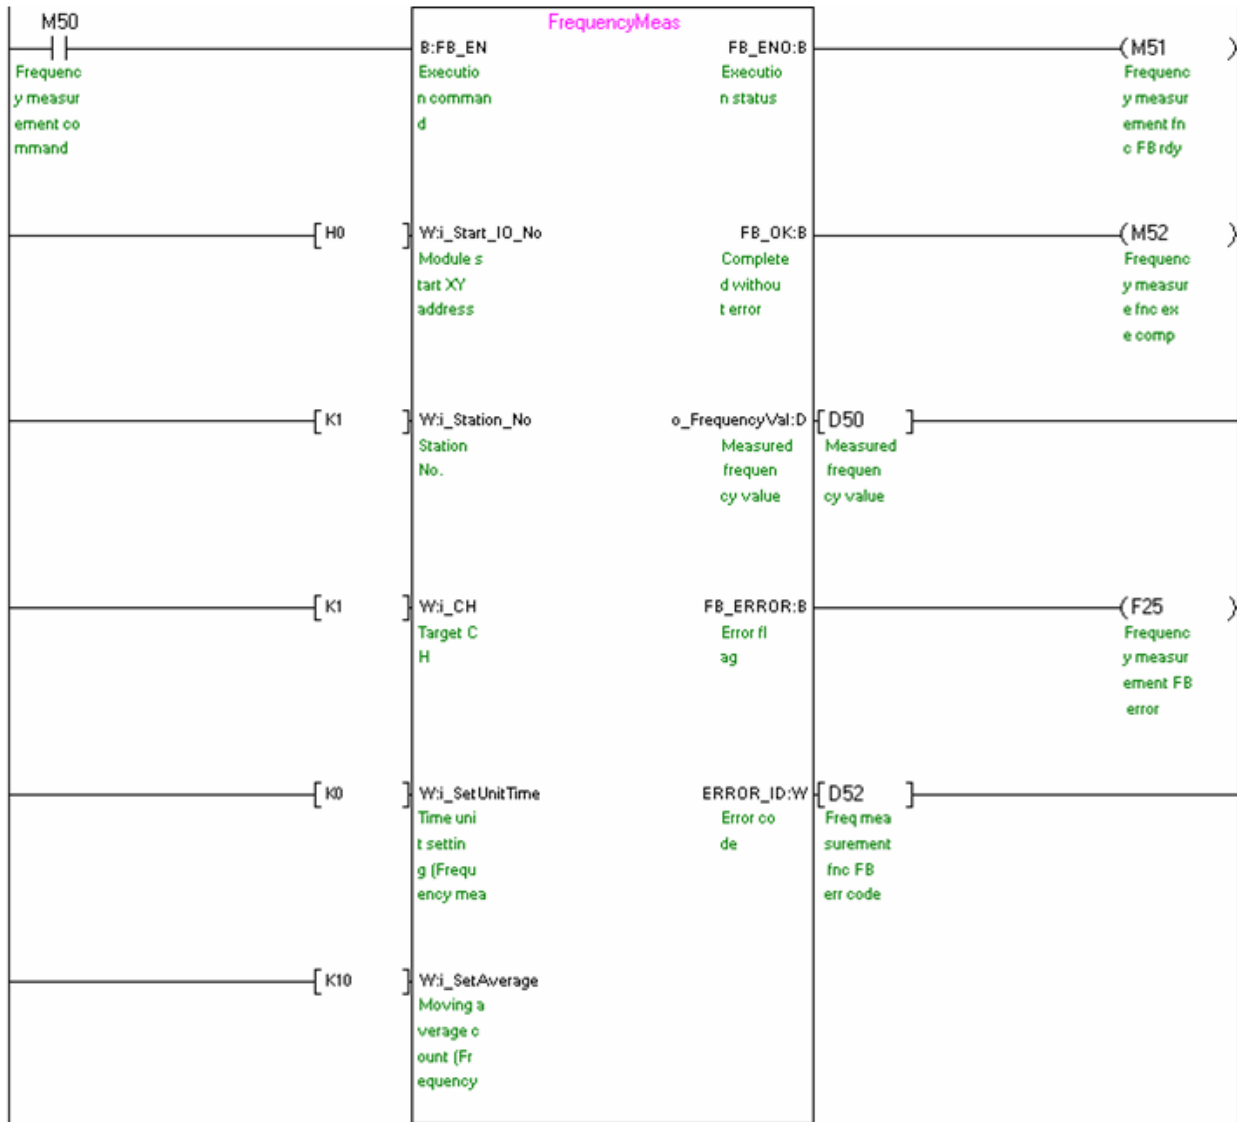 M50
FrequencyMeas
B:FB_EN
FB_ENO:B
(M51 )
Frequenc
y measur
ement co
mmand
Executio
n comman
d
Executio
n status
Frequenc
y measur
ement fn
c FB rdy
[ H0 ]
W:i_Start_IO_No
FB_OK:B
(M52 )
Module s
tart XY
address
Complete
d withou
t error
Frequenc
y measur
e fnc ex
e comp
[ K1 ]
W:i_Station_No
o_FrequencyVal:D
[ D50 ]
Station
No.
Measured
frequen
cy value
Measured
frequen
cy value
[ K1 ]
W:i_CH
FB_ERROR:B
(F25 )
Target C
H
Error fl
ag
Frequenc
y measur
ement FB
error
[ K0 ]
W:i_SetUnitTime
ERROR_ID:W
[ D52 ]
Time uni
t settin
g (Frequ
ency mea
Error co
de
Freq mea
surement
fnc FB
err code
[ K10 ]
W:i_SetAverage
Moving a
verage c
ount (Fr
equency